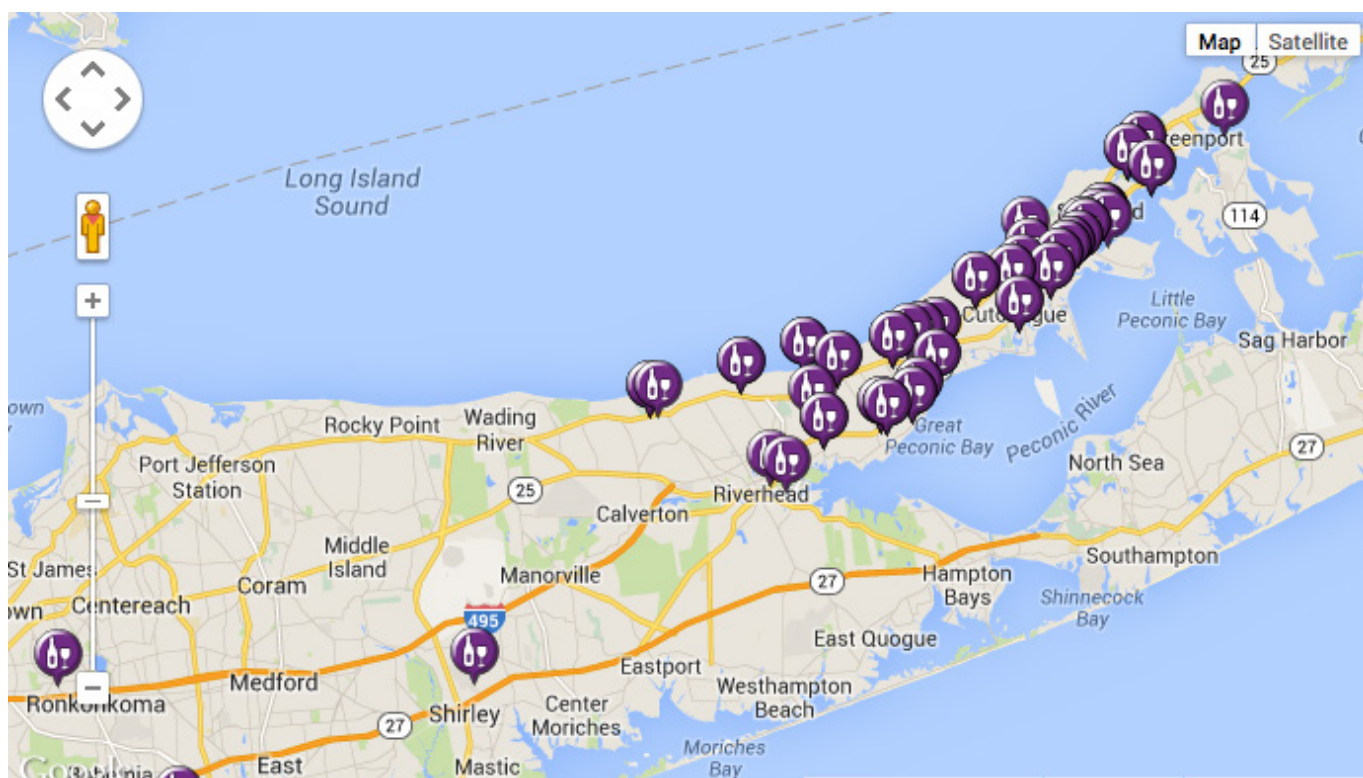 Map
Satellite
25
Greenport
Long Island
Sound
114
Little
Peconic Bay
Sag Harbor
Great
Peconic Bay
Peconic River
Rocky Point
Wading
River
Port Jefferson
Station
25
Riverhead
Calverton
North Sea
27
Middle
Island
Manorville
27
Hampton
Bays
Southampton
Shinnecock
Bay
St James
Coram
Centereach
495
East Quogue
Eastport
Medford
Ronkonkoma
Shirley
27
Center
Moriches
Westhampton
Beach
Moriches
Bay
East
Mastic